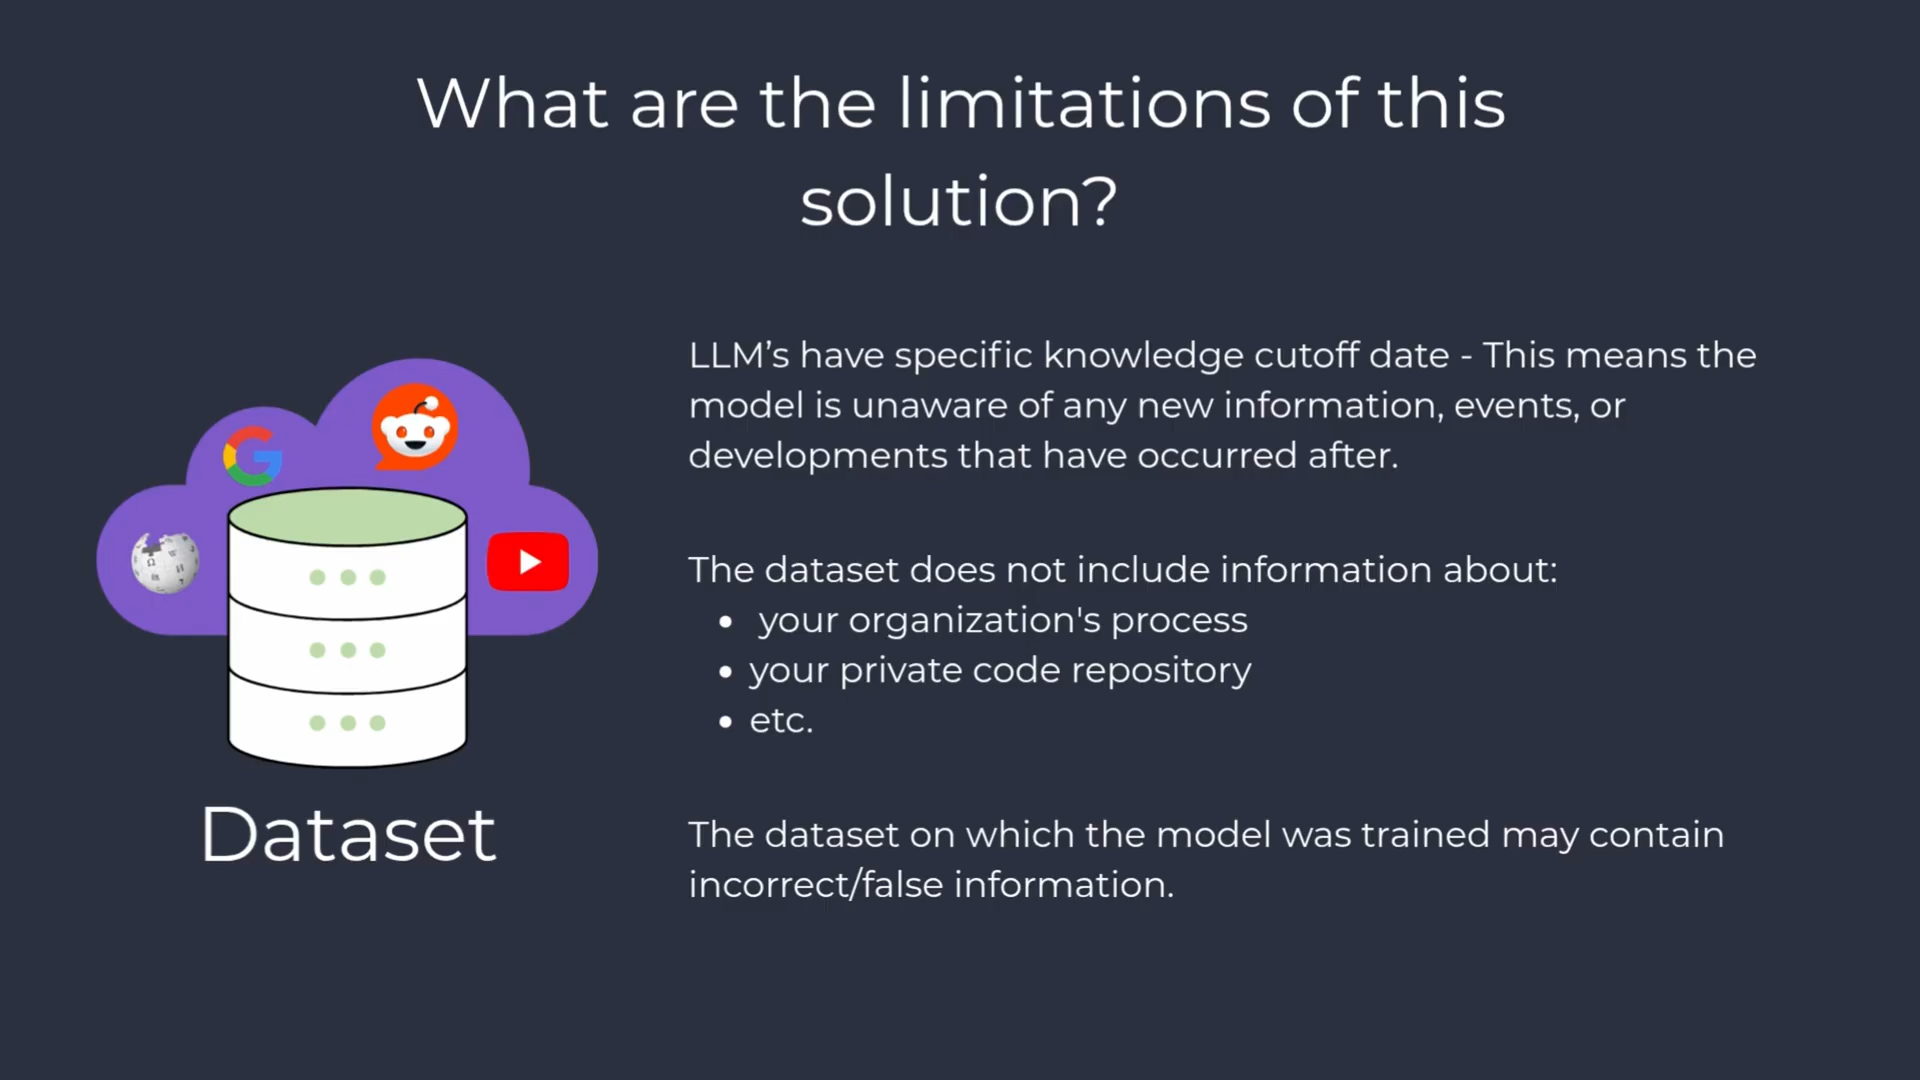 What are the limitations of this
solution?
LLM’s have specific knowledge cutoff date - This means the
model is unaware of any new information, events, or
developments that have occurred after.
The dataset does not include information about:
• your organization's process
• your private code repository
• etc.
Dataset
The dataset on which the model was trained may contain
incorrect/false information.